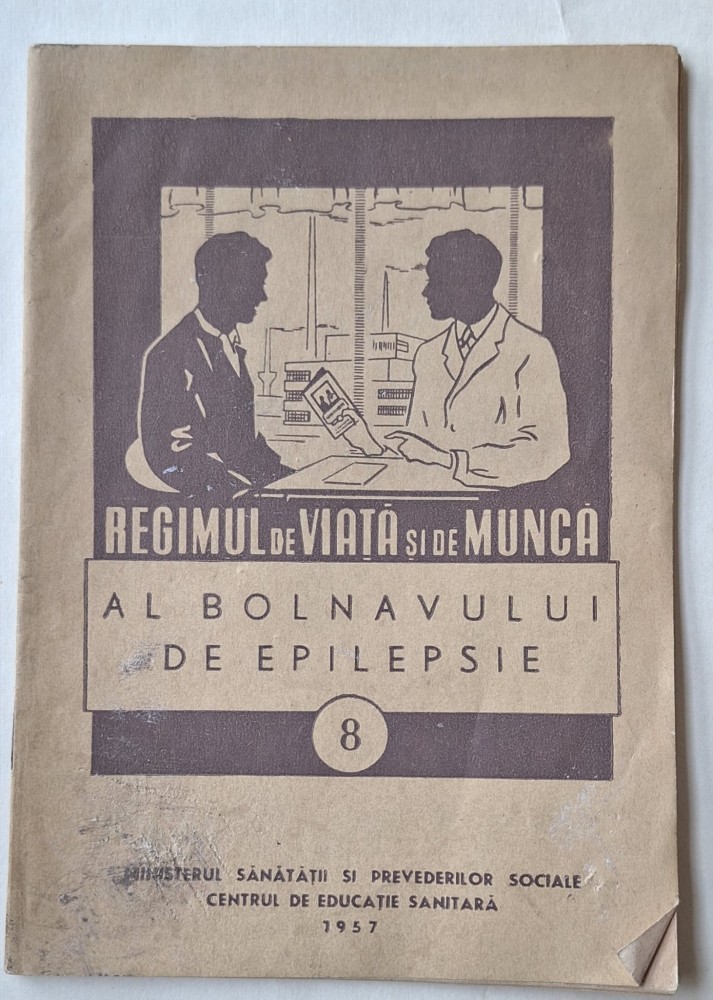 REGIMUL DE VIAȚĂ ȘI DE MUNCĂ
AL BOLNAVULUI
DE EPILEPSIE
8
MINISTERUL SĂNĂTĂȚII SI PREVEDERILOR SOCIALE
CENTRUL DE EDUCAȚIE SANITARĂ
1957